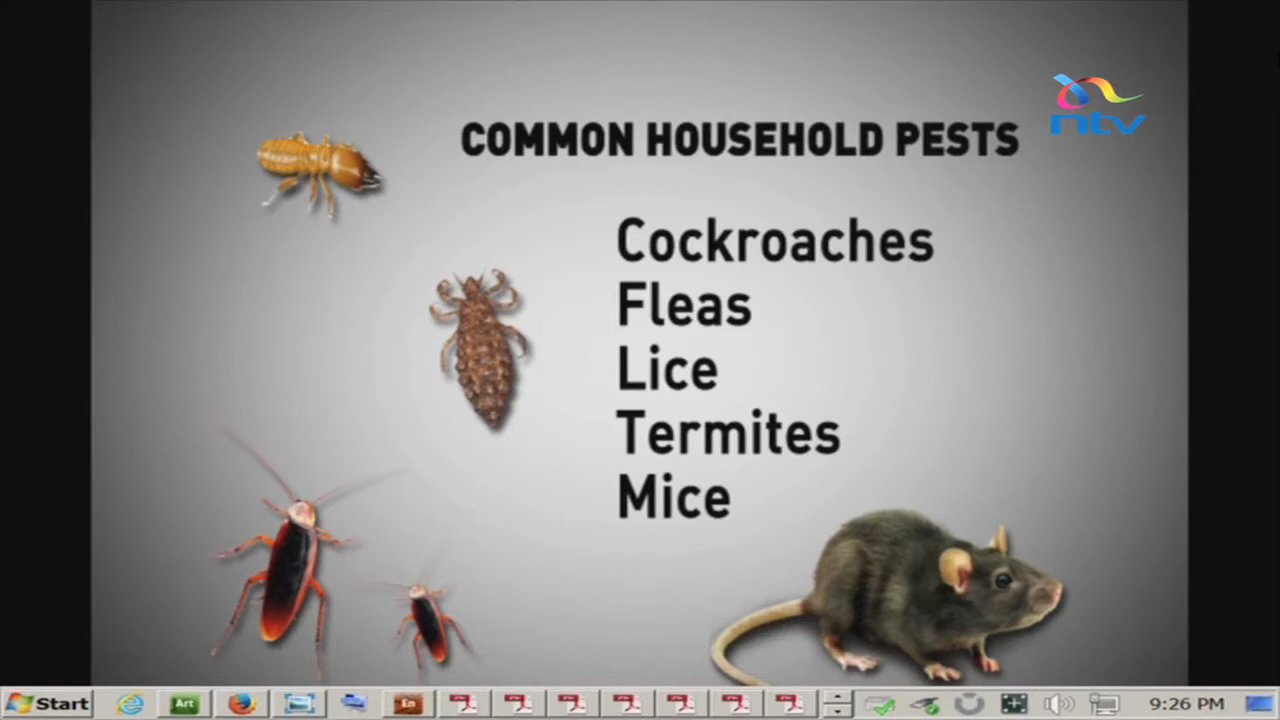 ntv
COMMON HOUSEHOLD PESTS
Cockroaches
Fleas
Lice
Termites
Mice
Start
Art
En
9:26 PM